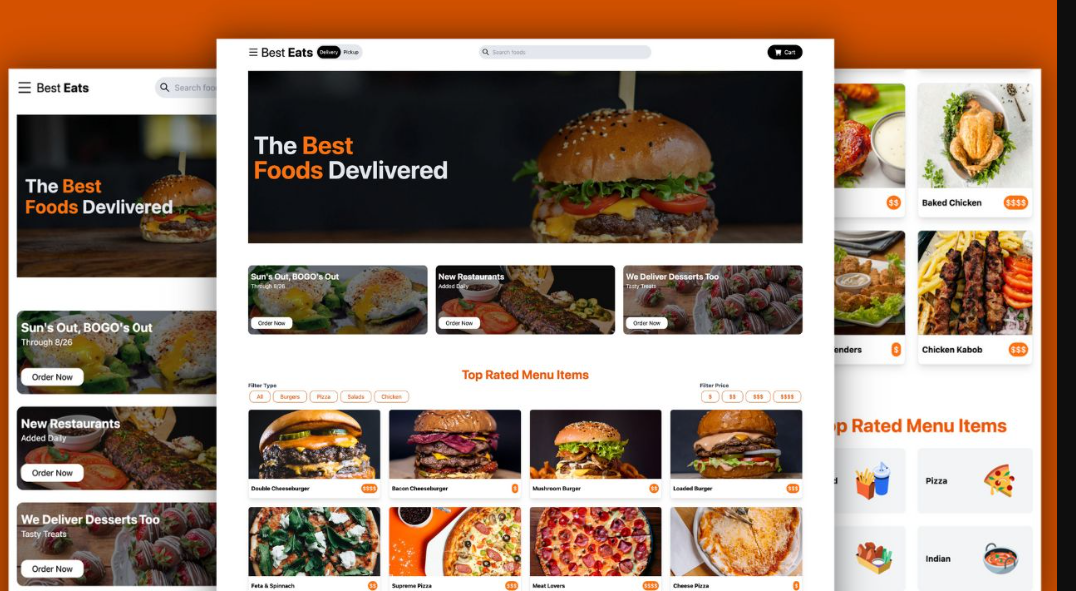 Best Eats
Search foo
The Best
Foods Devlivered
Sun's Out, BOGO's Out
Through 8/26
Order Now
New Restaurants
Added Daily
Order Now
We Deliver Desserts Too
Tasty Treats
Order Now
Best Eats Delivery Pickup
Search foods
Cart
The Best
Foods Devlivered
Sun's Out, BOGO's Out
Through 8/26
Order Now
New Restaurants
Added Daily
Order Now
We Deliver Desserts Too
Tasty Treats
Order Now
Top Rated Menu Items
Filter Type
All Burgers Pizza Salads Chicken
Filter Price
$ $$ $$$ $$$$
Double Cheeseburger $$$$
Bacon Cheeseburger $
Mushroom Burger $$
Loaded Burger $$$
Feta & Spinnach $$
Supreme Pizza $$$
Meat Lovers $$$$
Cheese Pizza $
$$
Baked Chicken $$$$
enders $
Chicken Kabob $$$
op Rated Menu Items
d
Pizza
Indian